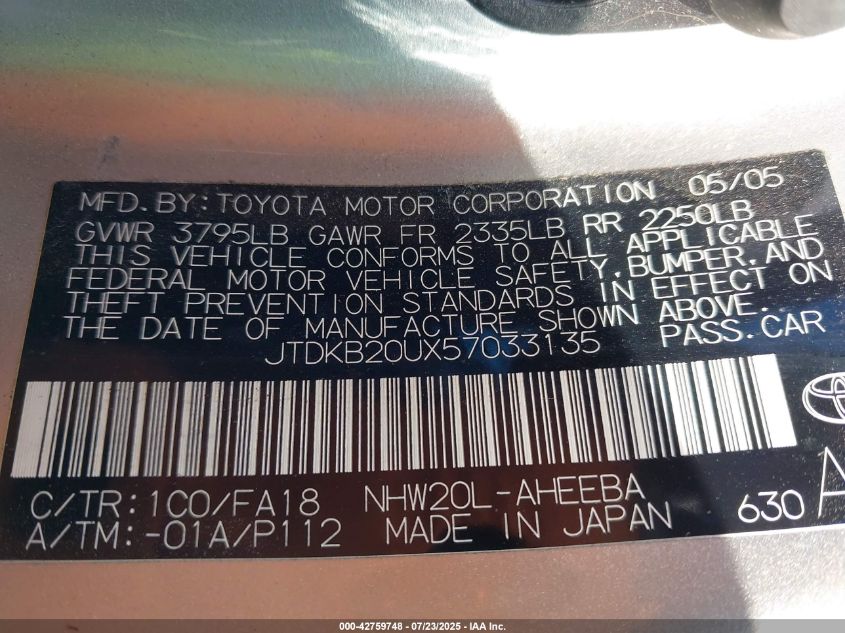 MFD. BY: TOYOTA MOTOR CORPORATION 05/05
GVWR 3795LB GAWR FR 2335LB RR 2250LB
THIS VEHICLE CONFORMS TO ALL APPLICABLE
FEDERAL MOTOR VEHICLE SAFETY, BUMPER, AND
THEFT PREVENTION STANDARDS IN EFFECT ON
THE DATE OF MANUFACTURE SHOWN ABOVE.
JTDKB20UX57033135 PASS. CAR
C/TR: 1C0/FA18 NHW20L-AHEEBA
A/TM: -01A/P112 MADE IN JAPAN 630 A
000-42759748 - 07/23/2025 - IAA Inc.